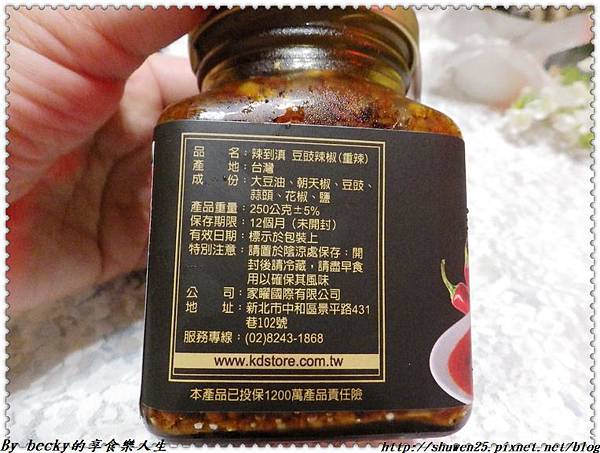 品　　名：辣到滇 豆豉辣椒(重辣)
產　　地：台灣
成　　份：大豆油、朝天椒、豆豉、
蒜頭、花椒、鹽
產品重量：250公克±5%
保存期限：12個月（未開封）
有效日期：標示於包裝上
特別注意：請置於陰涼處保存：開
封後請冷藏，請盡早食
用以確保其風味
公　　司：家曜國際有限公司
地　　址：新北市中和區景平路431
巷102號
服務專線：(02)8243-1868
www.kdstore.com.tw
本產品已投保1200萬產品責任險
By becky的享食樂人生
http://shuwen25.pixnet.net/blog